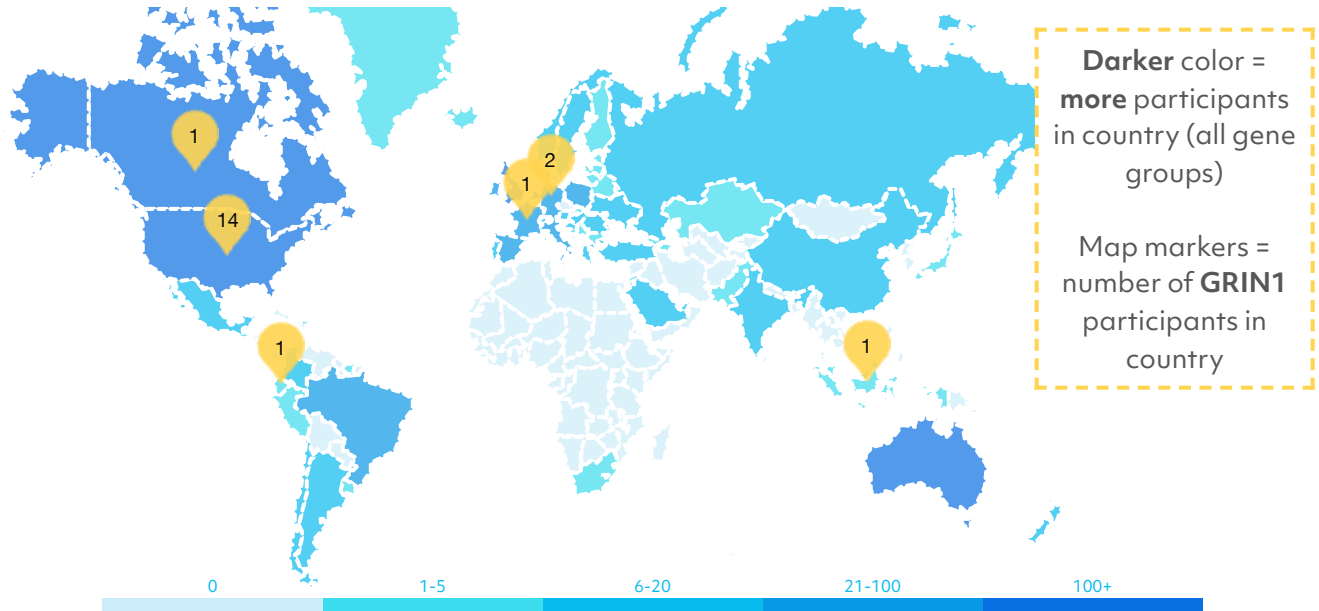 1
14
1
2
1
1
Darker color =
more participants
in country (all gene
groups)
Map markers =
number of GRIN1
participants in
country
0 1-5 6-20 21-100 100+